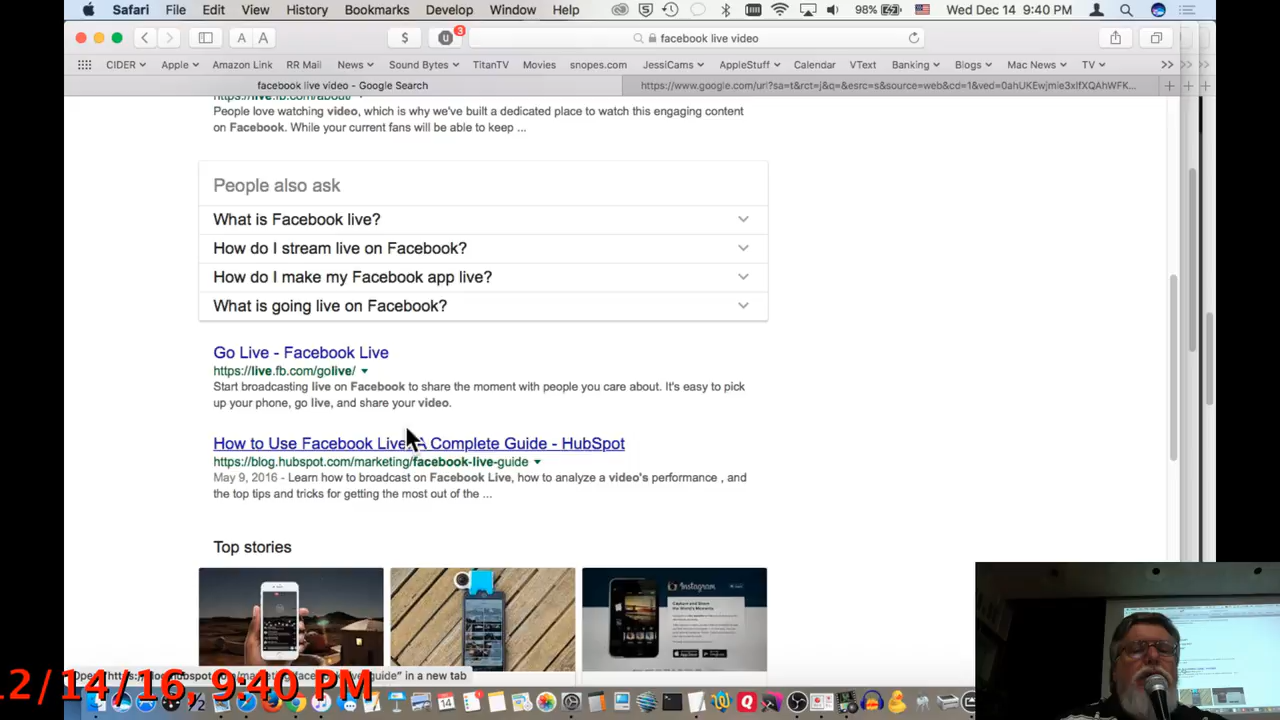 Safari File Edit View History Bookmarks Develop Window Help 98% Wed Dec 14 9:40 PM
A A $ 3 facebook live video
CIDER Apple Amazon Link RR Mail News Sound Bytes TitanTV Movies snopes.com JessiCams AppleStuff Calendar VText Banking Blogs Mac News TV
facebook live video - Google Search
People love watching video, which is why we've built a dedicated place to watch this engaging content
on Facebook. While your current fans will be able to keep ...
People also ask
What is Facebook live?
How do I stream live on Facebook?
How do I make my Facebook app live?
What is going live on Facebook?
Go Live - Facebook Live
https://live.fb.com/golive/
Start broadcasting live on Facebook to share the moment with people you care about. It's easy to pick
up your phone, go live, and share your video.
How to Use Facebook Live: A Complete Guide - HubSpot
https://blog.hubspot.com/marketing/facebook-live-guide
May 9, 2016 - Learn how to broadcast on Facebook Live, how to analyze a video's performance , and
the top tips and tricks for getting the most out of the ...
Top stories
Instagram
Capture and Share
the World's Moments
2/14/16, 9:40 PM